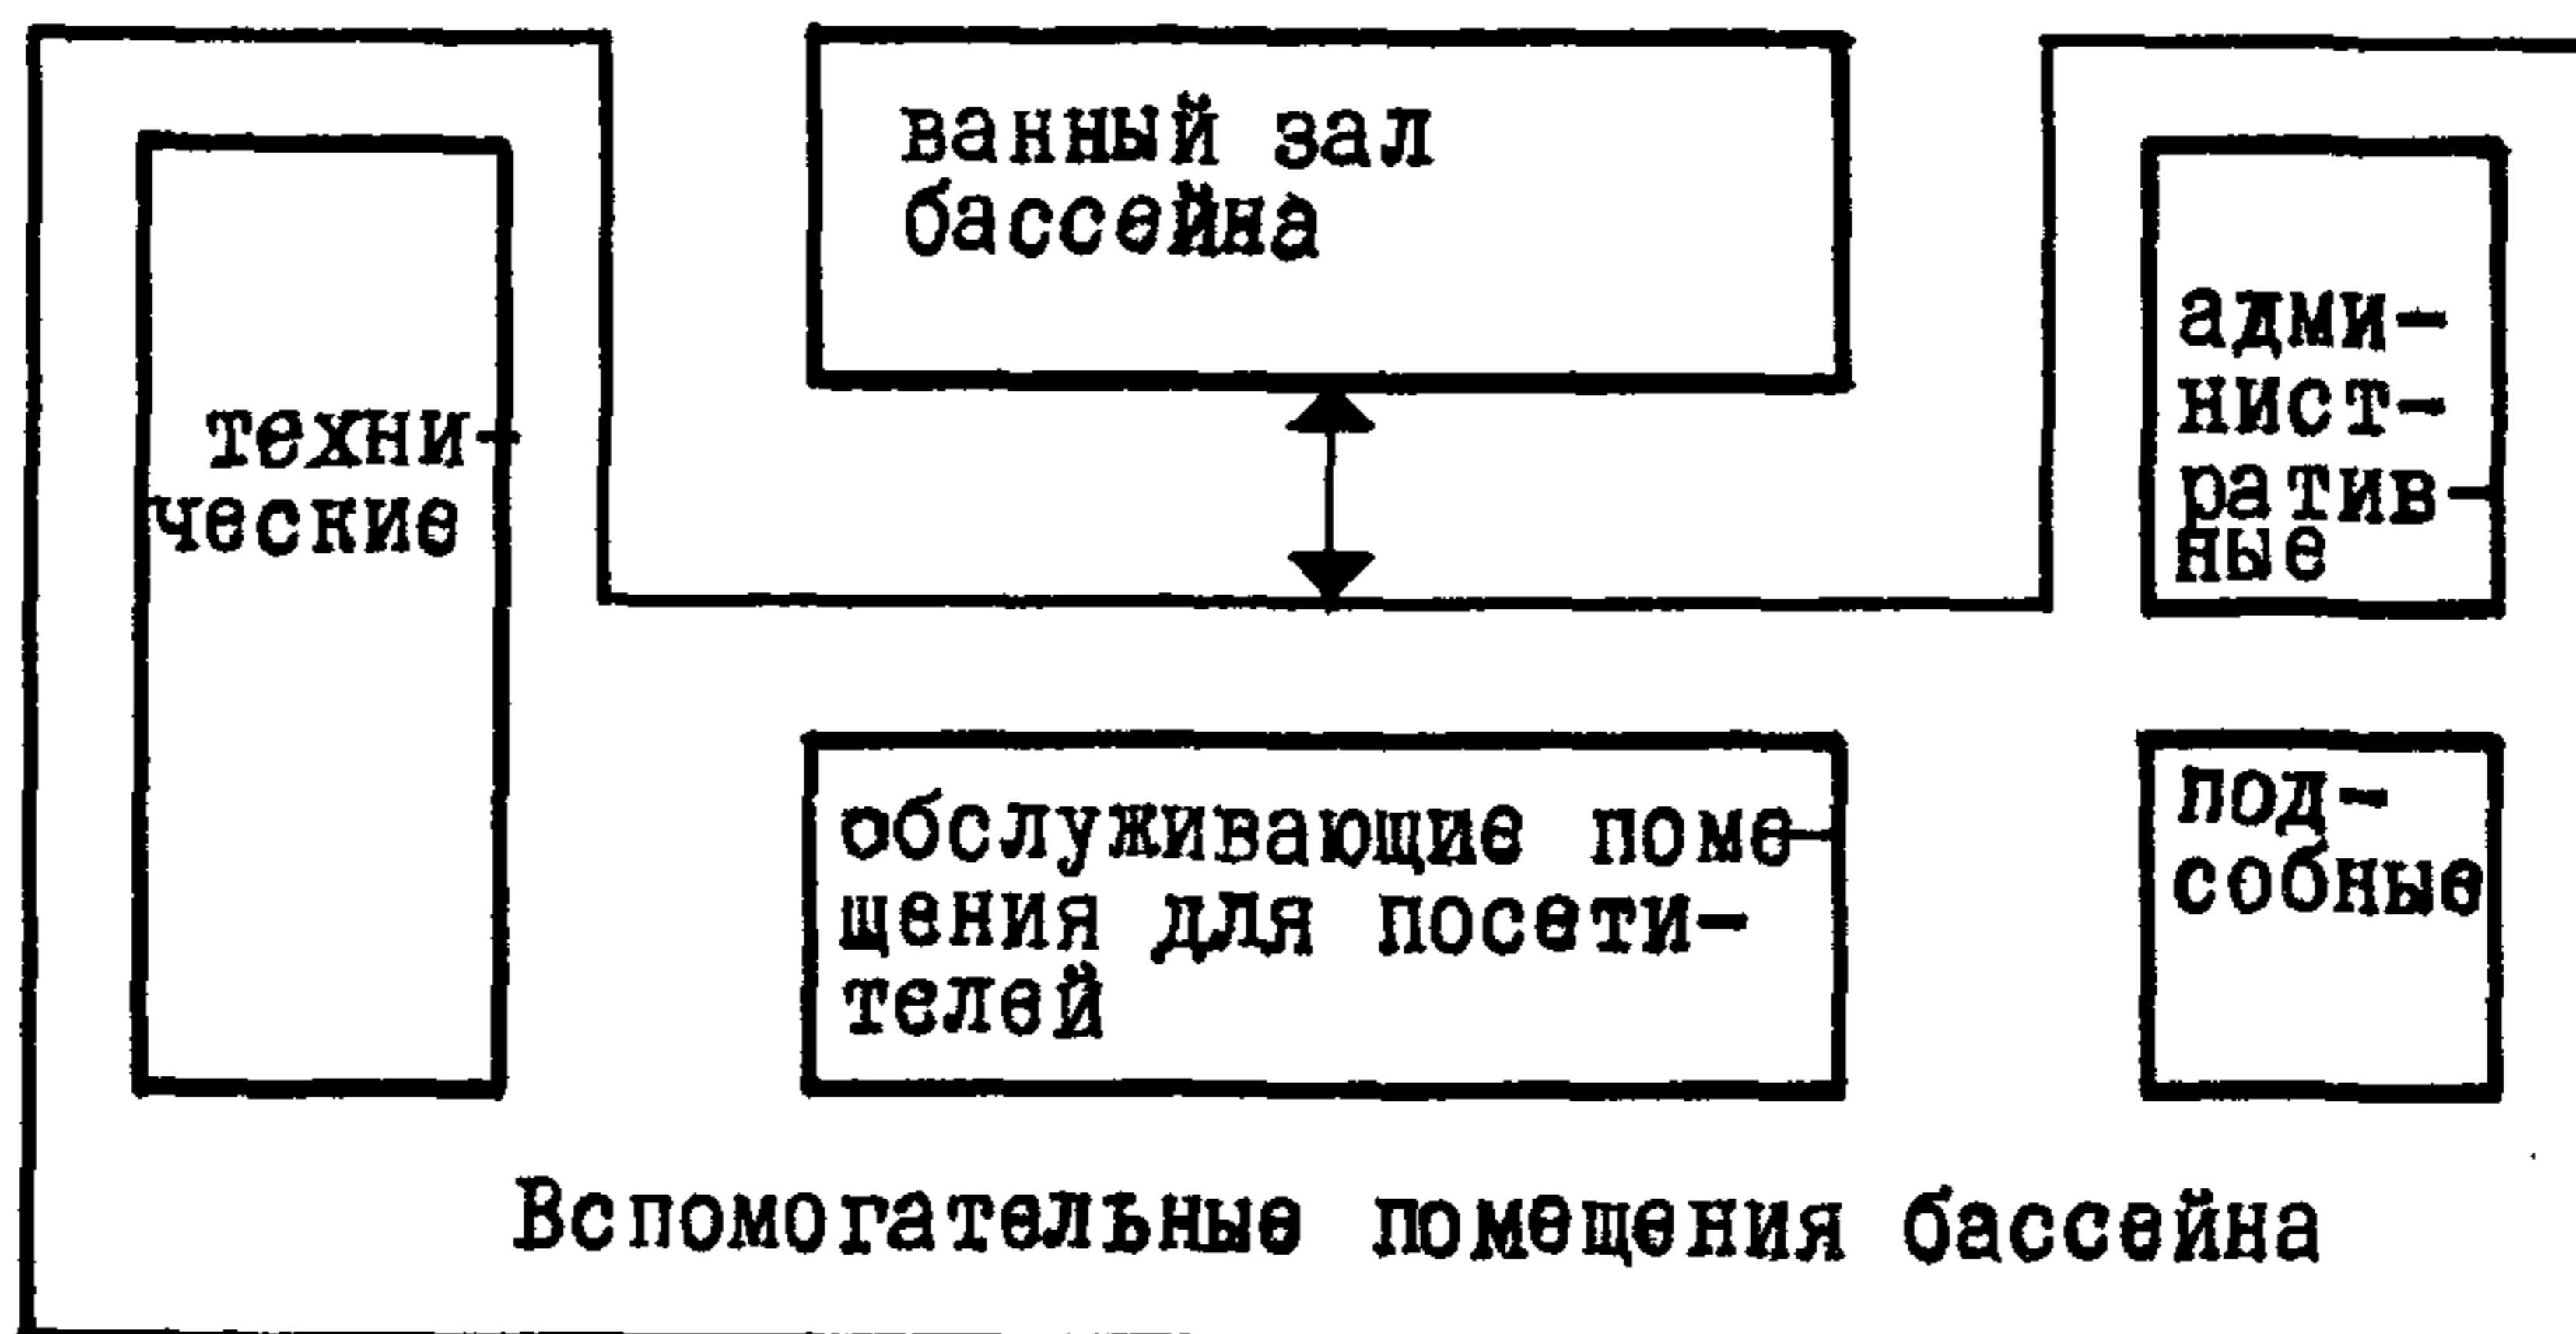 ванный зал
бассейна
техни-
ческие
адми-
нист-
ратив-
ные
обслуживающие поме-
щения для посети-
телей
под-
собные
Вспомогательные помещения бассейна